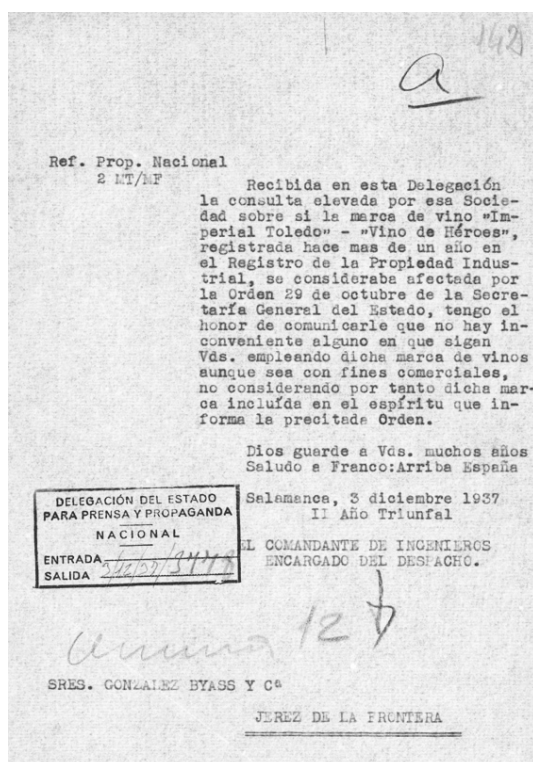 142
a
Ref. Prop. Nacional
2 MT/MF
Recibida en esta Delegación
la consulta elevada por esa Socie-
dad sobre si la marca de vino "Im-
perial Toledo" - "Vino de Héroes",
registrada hace mas de un año en
el Registro de la Propiedad Indus-
trial, se consideraba afectada por
la Orden 29 de octubre de la Secre-
taría General del Estado, tengo el
honor de comunicarle que no hay in-
conveniente alguno en que sigan
Vds. empleando dicha marca de vinos
aunque sea con fines comerciales,
no considerando por tanto dicha mar-
ca incluída en el espíritu que in-
forma la precitada Orden.
Dios guarde a Vds. muchos años
Saludo a Franco:Arriba España
Salamanca, 3 diciembre 1937
II Año Triunfal
DELEGACIÓN DEL ESTADO
PARA PRENSA Y PROPAGANDA
NACIONAL
ENTRADA
SALIDA 3/12/37/3478
EL COMANDANTE DE INGENIEROS
ENCARGADO DEL DESPACHO.
12
SRES. GONZALEZ BYASS Y Cª
JEREZ DE LA FRONTERA